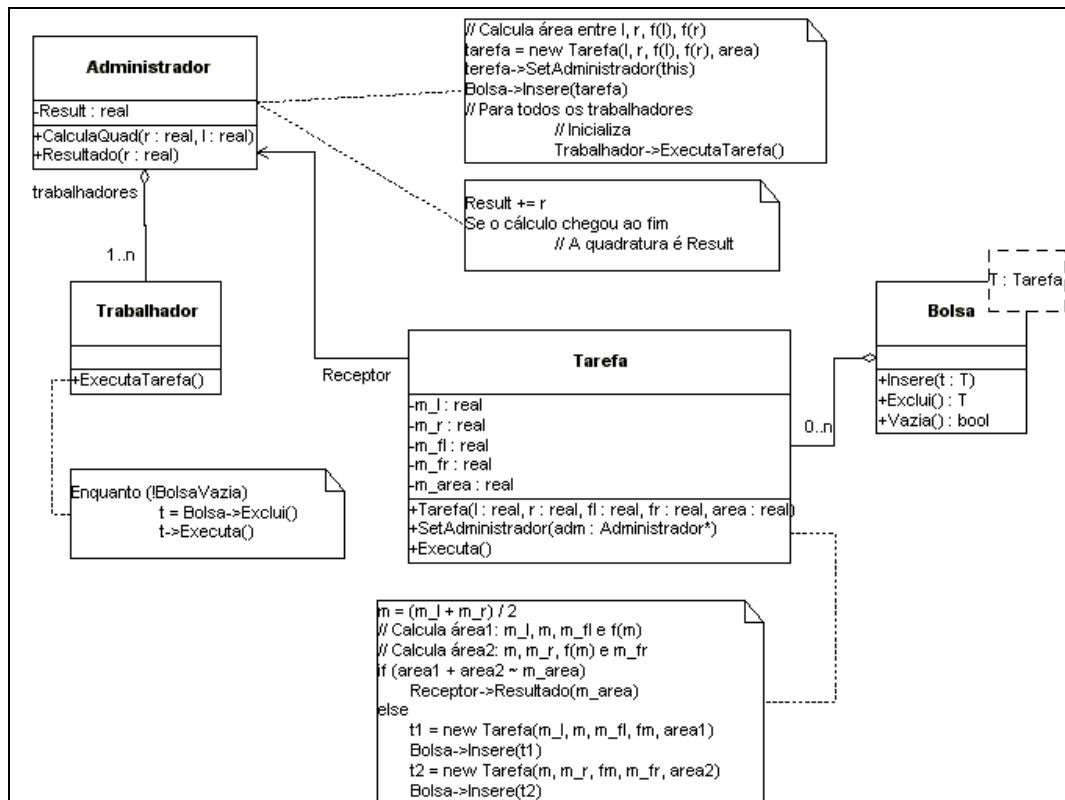 Administrador
-Result : real
+CalculaQuad(r : real, l : real)
+Resultado(r : real)
trabalhadores
1..n
// Calcula área entre l, r, f(l), f(r)
tarefa = new Tarefa(l, r, f(l), f(r), area)
terefa->SetAdministrador(this)
Bolsa->Insere(tarefa)
// Para todos os trabalhadores
// Inicializa
Trabalhador->ExecutaTarefa()
Result += r
Se o cálculo chegou ao fim
// A quadratura é Result
Trabalhador
+ExecutaTarefa()
Enquanto (!BolsaVazia)
t = Bolsa->Exclui()
t->Executa()
Receptor
Tarefa
-m_l : real
-m_r : real
-m_fl : real
-m_fr : real
-m_area : real
+Tarefa(l : real, r : real, fl : real, fr : real, area : real)
+SetAdministrador(adm : Administrador*)
+Executa()
0..n
T : Tarefa
Bolsa
+Insere(t : T)
+Exclui() : T
+Vazia() : bool
m = (m_l + m_r) / 2
// Calcula área1: m_l, m, m_fl e f(m)
// Calcula área2: m, m_r, f(m) e m_fr
if (area1 + area2 ~ m_area)
Receptor->Resultado(m_area)
else
t1 = new Tarefa(m_l, m, m_fl, fm, area1)
Bolsa->Insere(t1)
t2 = new Tarefa(m, m_r, fm, m_fr, area2)
Bolsa->Insere(t2)